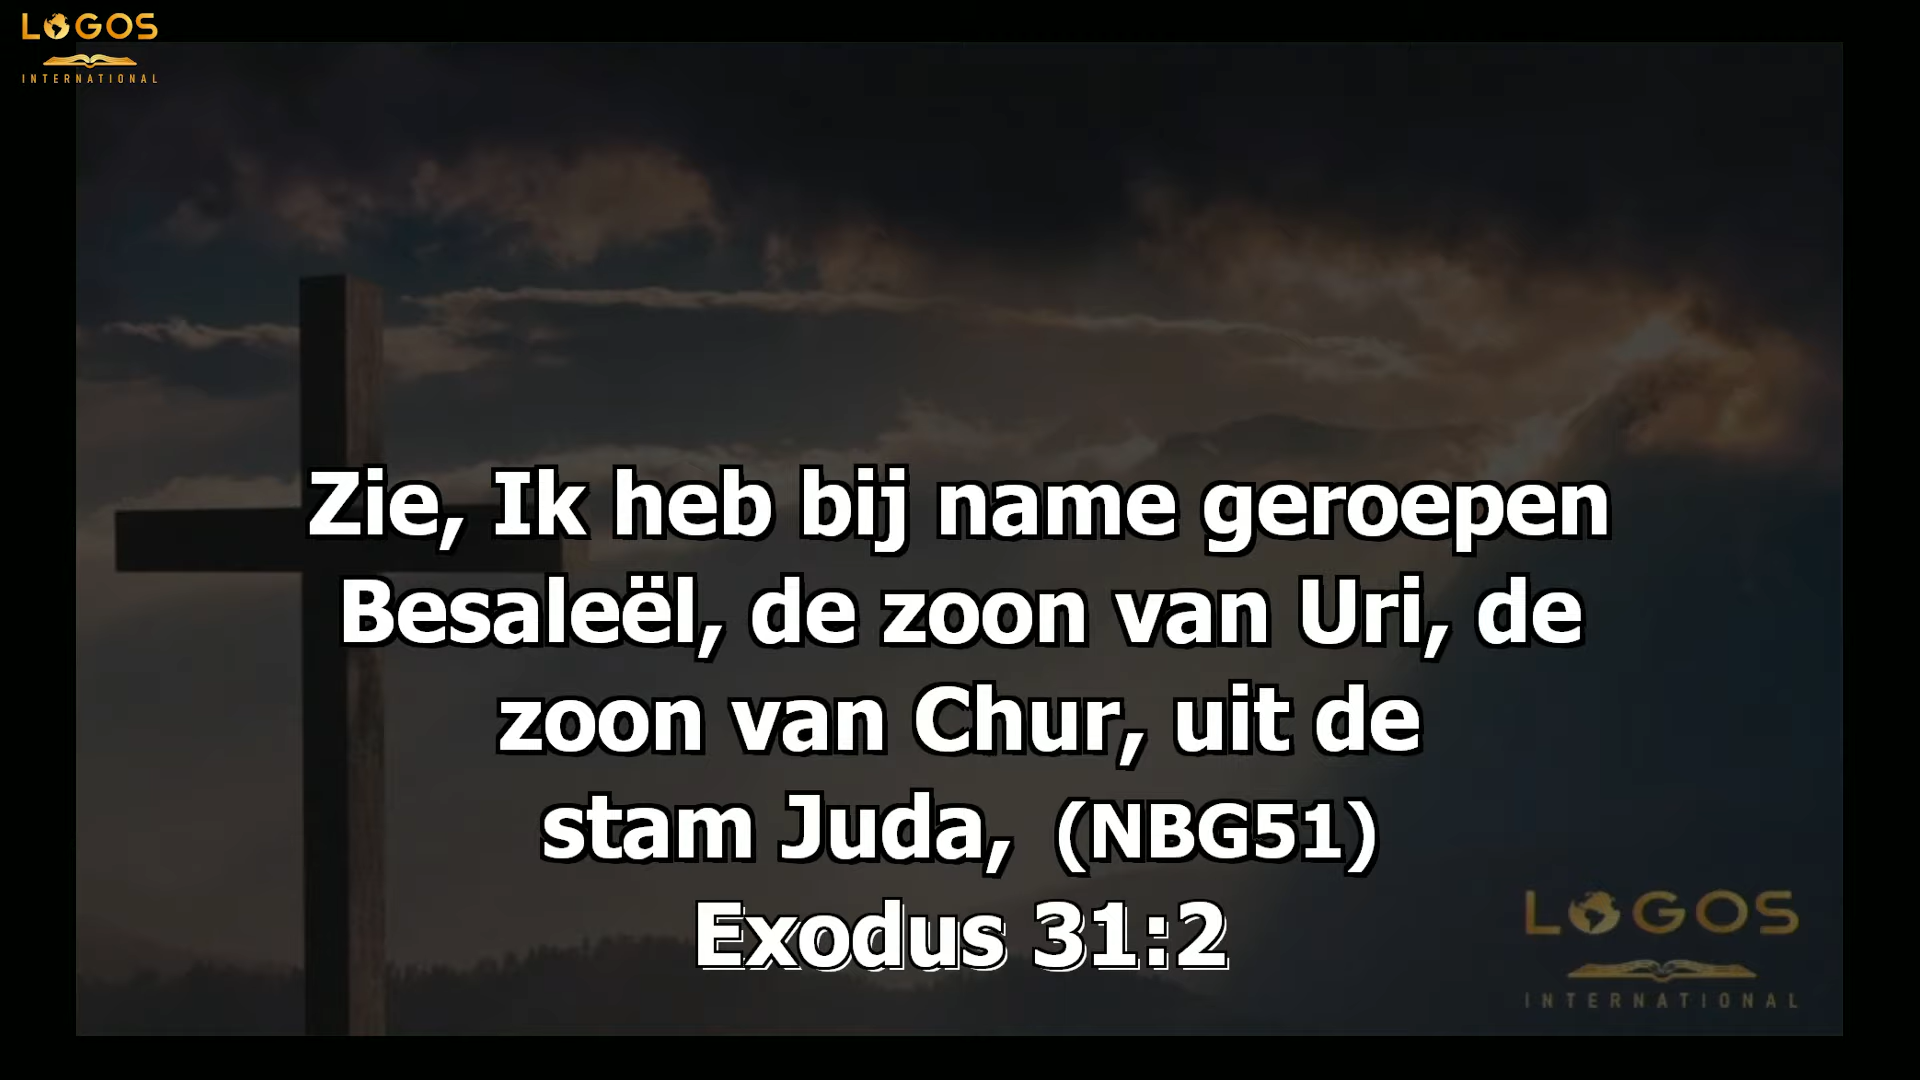 LOGOS
INTERNATIONAL
Zie, Ik heb bij name geroepen
Besaleël, de zoon van Uri, de
zoon van Chur, uit de
stam Juda, (NBG51)
Exodus 31:2
LOGOS
INTERNATIONAL